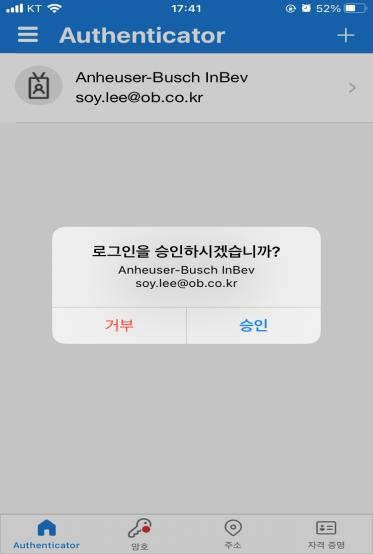 KT 17:41 52%
Authenticator
Anheuser-Busch InBev
soy.lee@ob.co.kr
로그인을 승인하시겠습니까?
Anheuser-Busch InBev
soy.lee@ob.co.kr
거부 승인
Authenticator 암호 주소 자격 증명